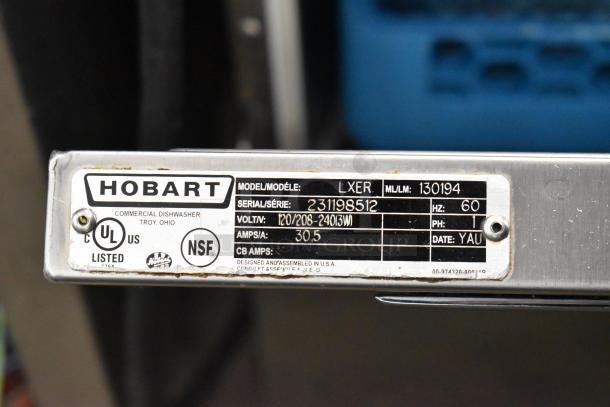 HOBART
COMMERCIAL DISHWASHER
TROY, OHIO
C UL US
LISTED
NSF
MODEL/MODÈLE: LXER ML/LM: 130194
SERIAL/SÉRIE: 231198512 HZ: 60
VOLT/V: 120/208-240(3W) PH: 1
AMPS/A: 30.5 DATE: YAU
CB AMPS:
DESIGNED AND ASSEMBLED IN U.S.A.